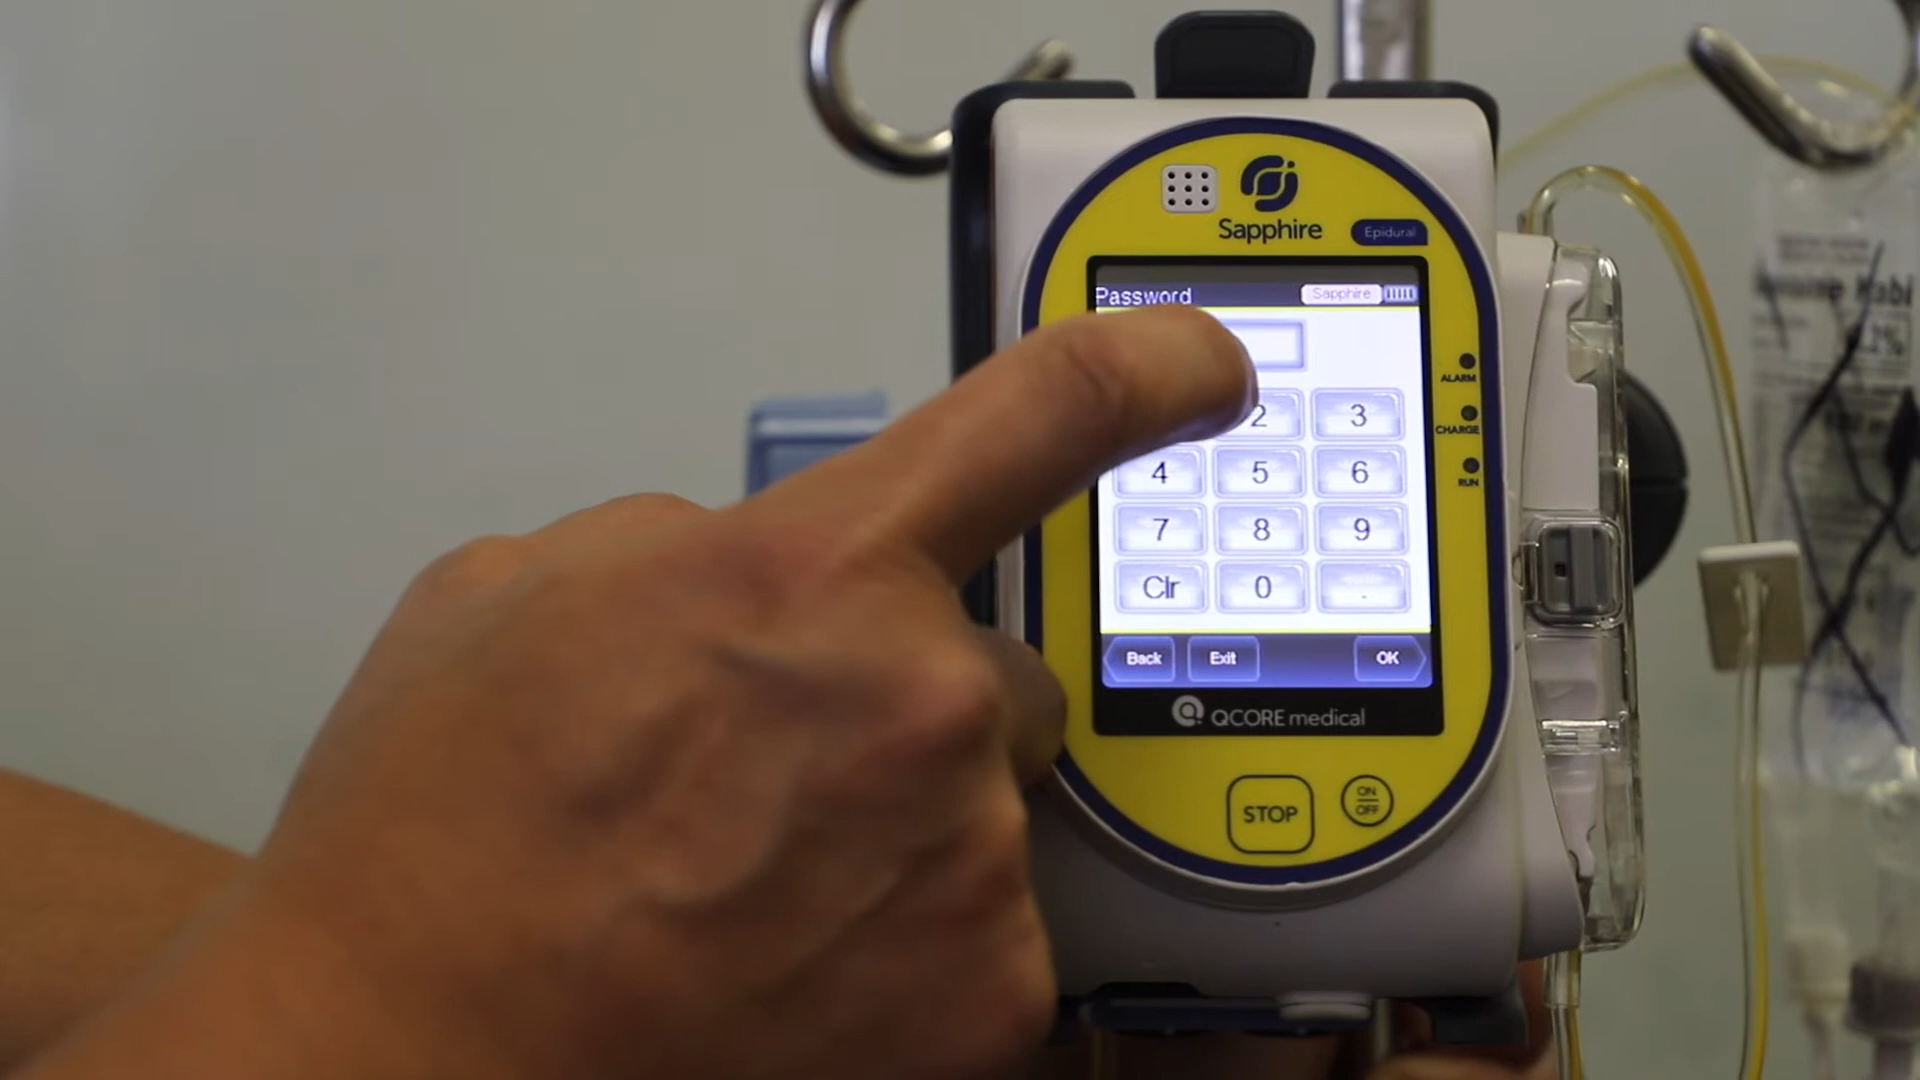 Sapphire
Epidural
Password
Sapphire
2
3
4
5
6
7
8
9
Clr
0
.
Back
Exit
OK
QCORE medical
ALARM
CHARGE
RUN
STOP
ON
OFF